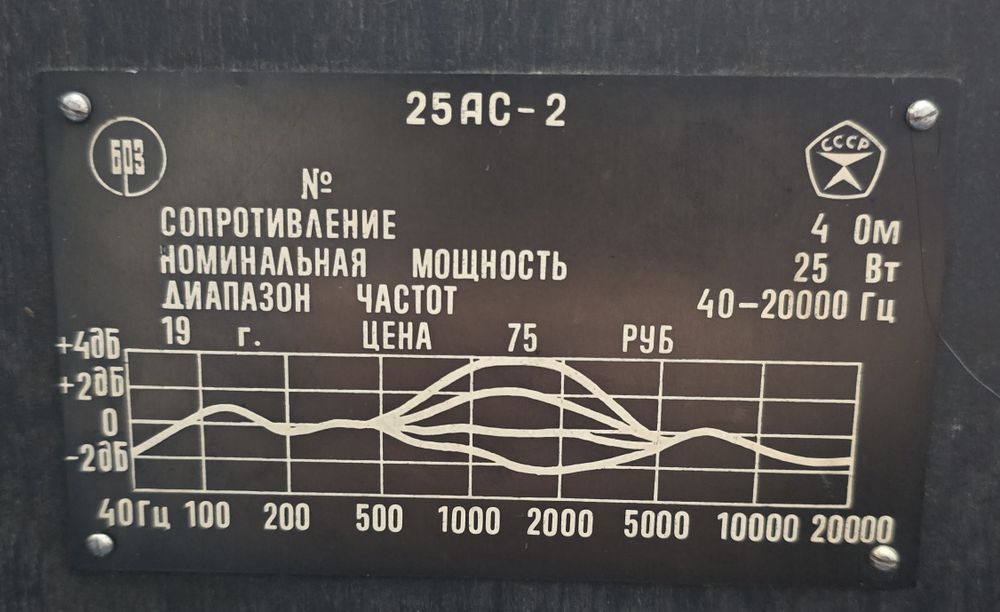 25АС-2
БРЗ
СССР
№
СОПРОТИВЛЕНИЕ 4 Ом
НОМИНАЛЬНАЯ МОЩНОСТЬ 25 Вт
ДИАПАЗОН ЧАСТОТ 40-20000 Гц
19 г. ЦЕНА 75 РУБ
+4дБ
+2дБ
0
-2дБ
40Гц 100 200 500 1000 2000 5000 10000 20000